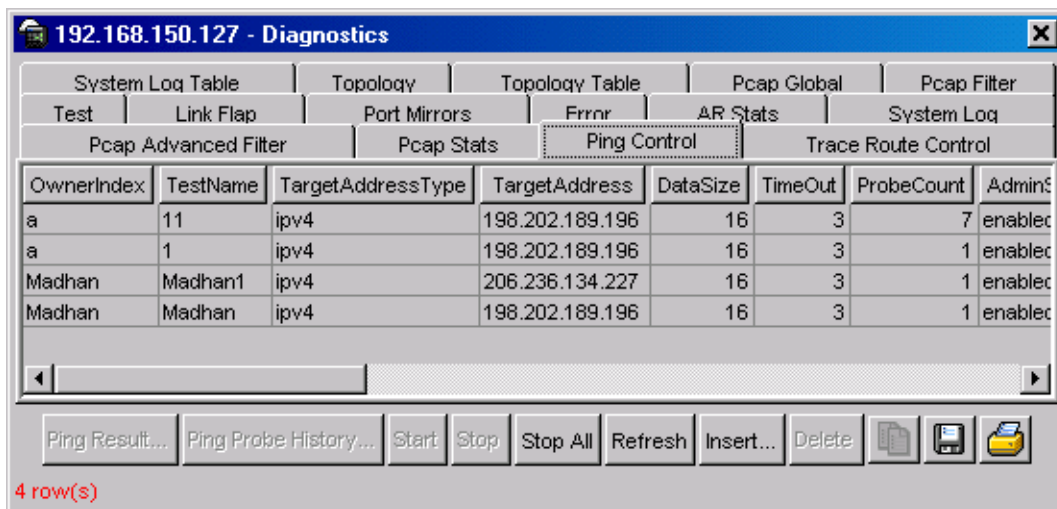 192.168.150.127 - Diagnostics
System Log Table Topology Topology Table Pcap Global Pcap Filter
Test Link Flap Port Mirrors Error AR Stats System Log
Pcap Advanced Filter Pcap Stats Ping Control Trace Route Control
OwnerIndex TestName TargetAddressType TargetAddress DataSize TimeOut ProbeCount AdminS
a 11 ipv4 198.202.189.196 16 3 7 enabled
a 1 ipv4 198.202.189.196 16 3 1 enabled
Madhan Madhan1 ipv4 206.236.134.227 16 3 1 enabled
Madhan Madhan ipv4 198.202.189.196 16 3 1 enabled
Ping Result... Ping Probe History... Start Stop Stop All Refresh Insert... Delete
4 row(s)